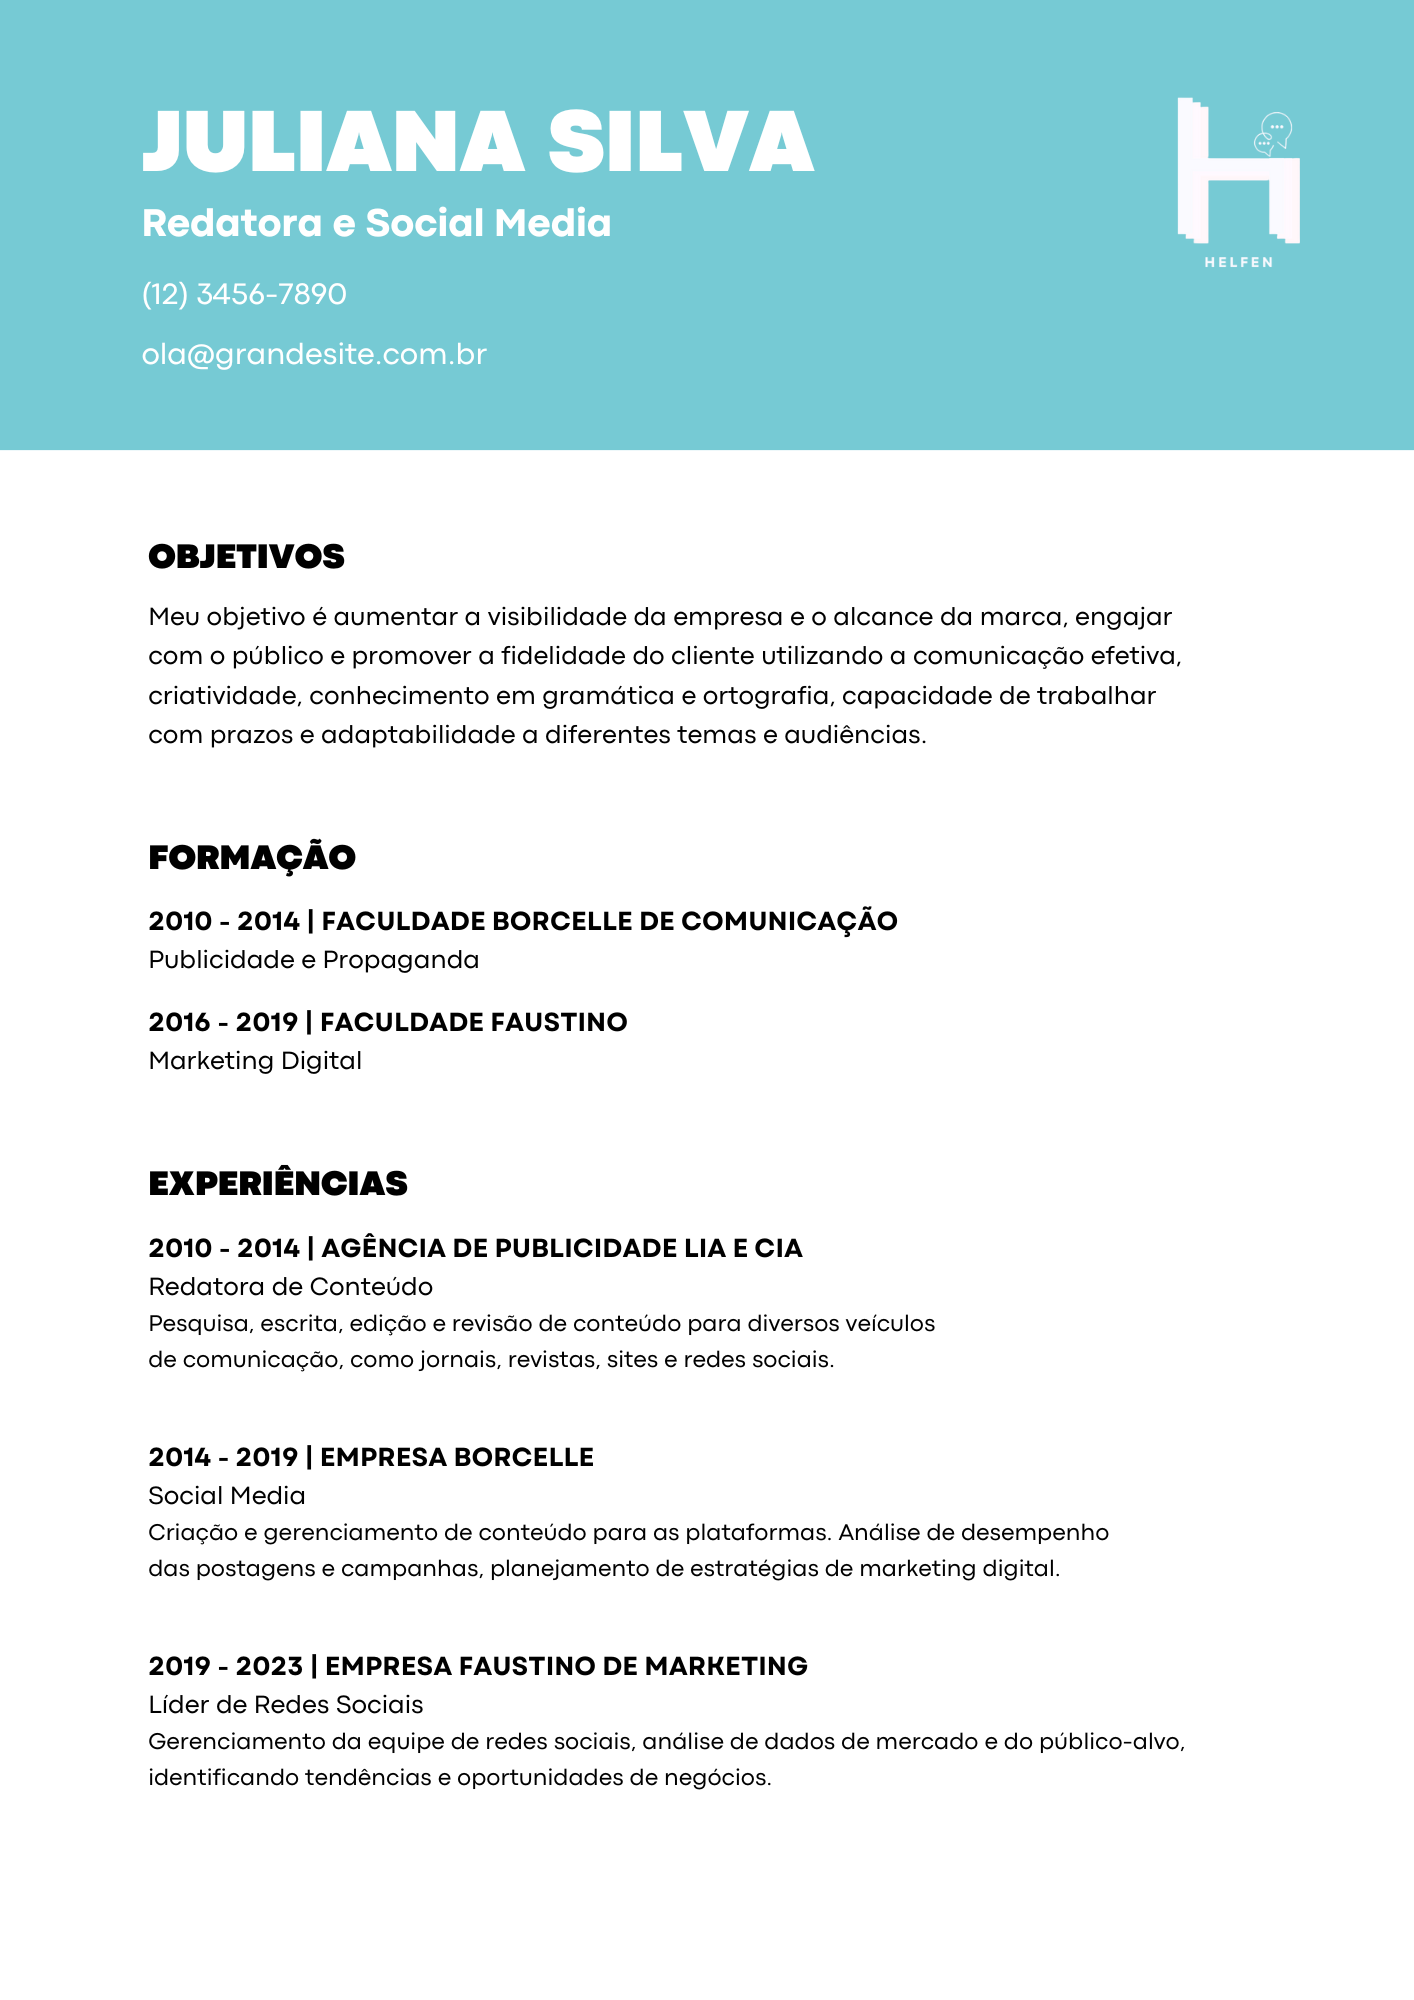 JULIANA SILVA
Redatora e Social Media
(12) 3456-7890
ola@grandesite.com.br
HELFEN
OBJETIVOS
Meu objetivo é aumentar a visibilidade da empresa e o alcance da marca, engajar
com o público e promover a fidelidade do cliente utilizando a comunicação efetiva,
criatividade, conhecimento em gramática e ortografia, capacidade de trabalhar
com prazos e adaptabilidade a diferentes temas e audiências.
FORMAÇÃO
2010 - 2014 | FACULDADE BORCELLE DE COMUNICAÇÃO
Publicidade e Propaganda
2016 - 2019 | FACULDADE FAUSTINO
Marketing Digital
EXPERIÊNCIAS
2010 - 2014 | AGÊNCIA DE PUBLICIDADE LIA E CIA
Redatora de Conteúdo
Pesquisa, escrita, edição e revisão de conteúdo para diversos veículos
de comunicação, como jornais, revistas, sites e redes sociais.
2014 - 2019 | EMPRESA BORCELLE
Social Media
Criação e gerenciamento de conteúdo para as plataformas. Análise de desempenho
das postagens e campanhas, planejamento de estratégias de marketing digital.
2019 - 2023 | EMPRESA FAUSTINO DE MARKETING
Líder de Redes Sociais
Gerenciamento da equipe de redes sociais, análise de dados de mercado e do público-alvo,
identificando tendências e oportunidades de negócios.